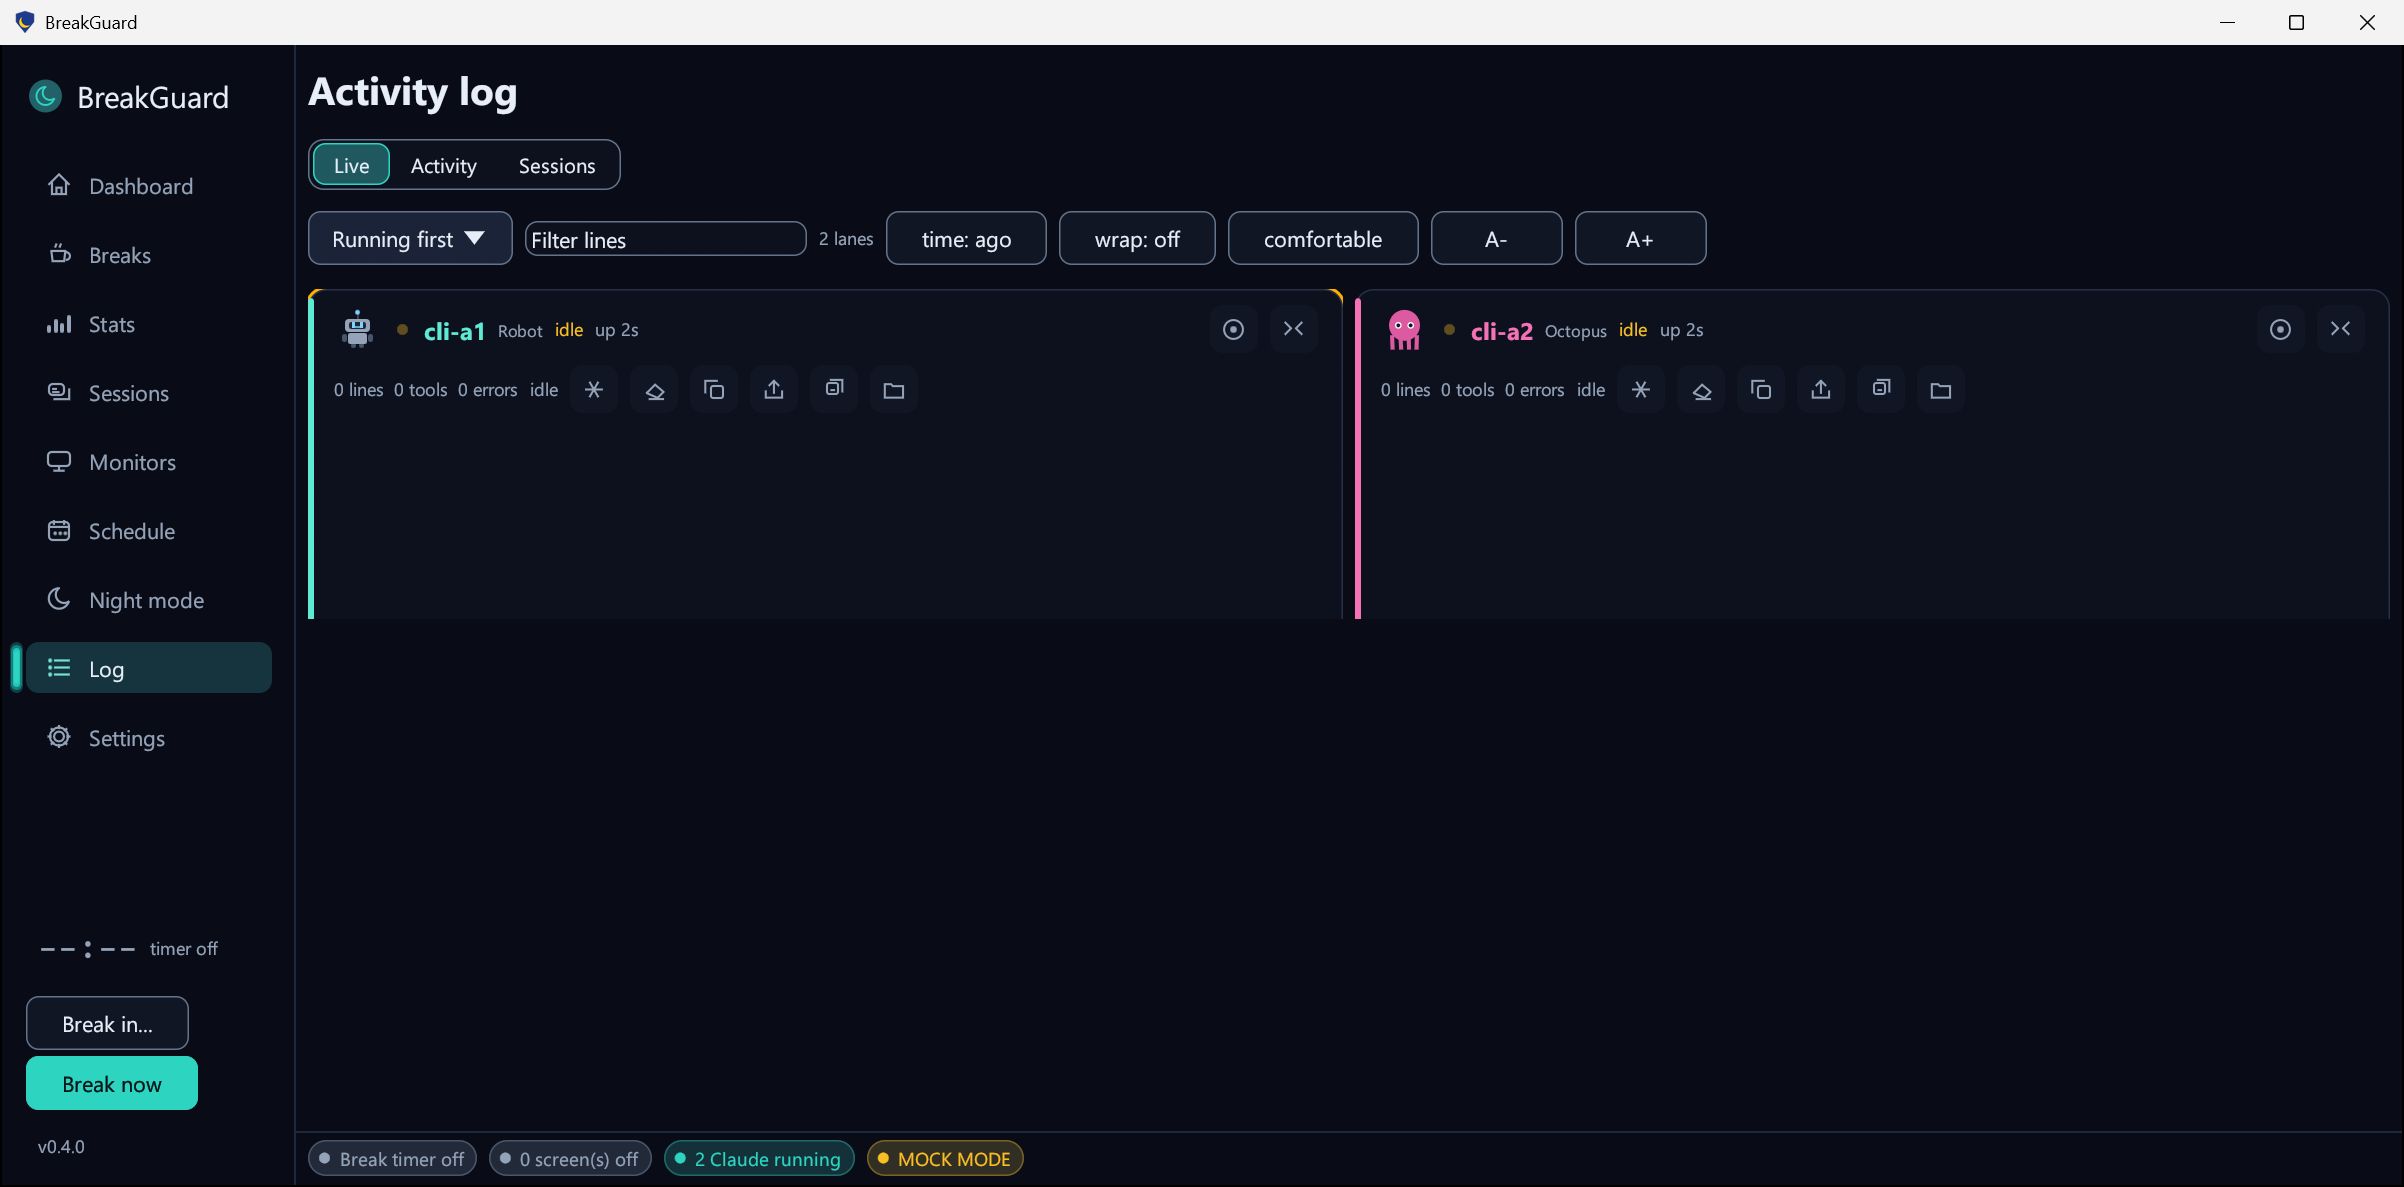 BreakGuard
BreakGuard
Dashboard
Breaks
Stats
Sessions
Monitors
Schedule
Night mode
Log
Settings
--:-- timer off
Break in...
Break now
v0.4.0
Activity log
Live Activity Sessions
Running first Filter lines 2 lanes time: ago wrap: off comfortable A- A+
cli-a1 Robot idle up 2s
0 lines 0 tools 0 errors idle
cli-a2 Octopus idle up 2s
0 lines 0 tools 0 errors idle
Break timer off 0 screen(s) off 2 Claude running MOCK MODE